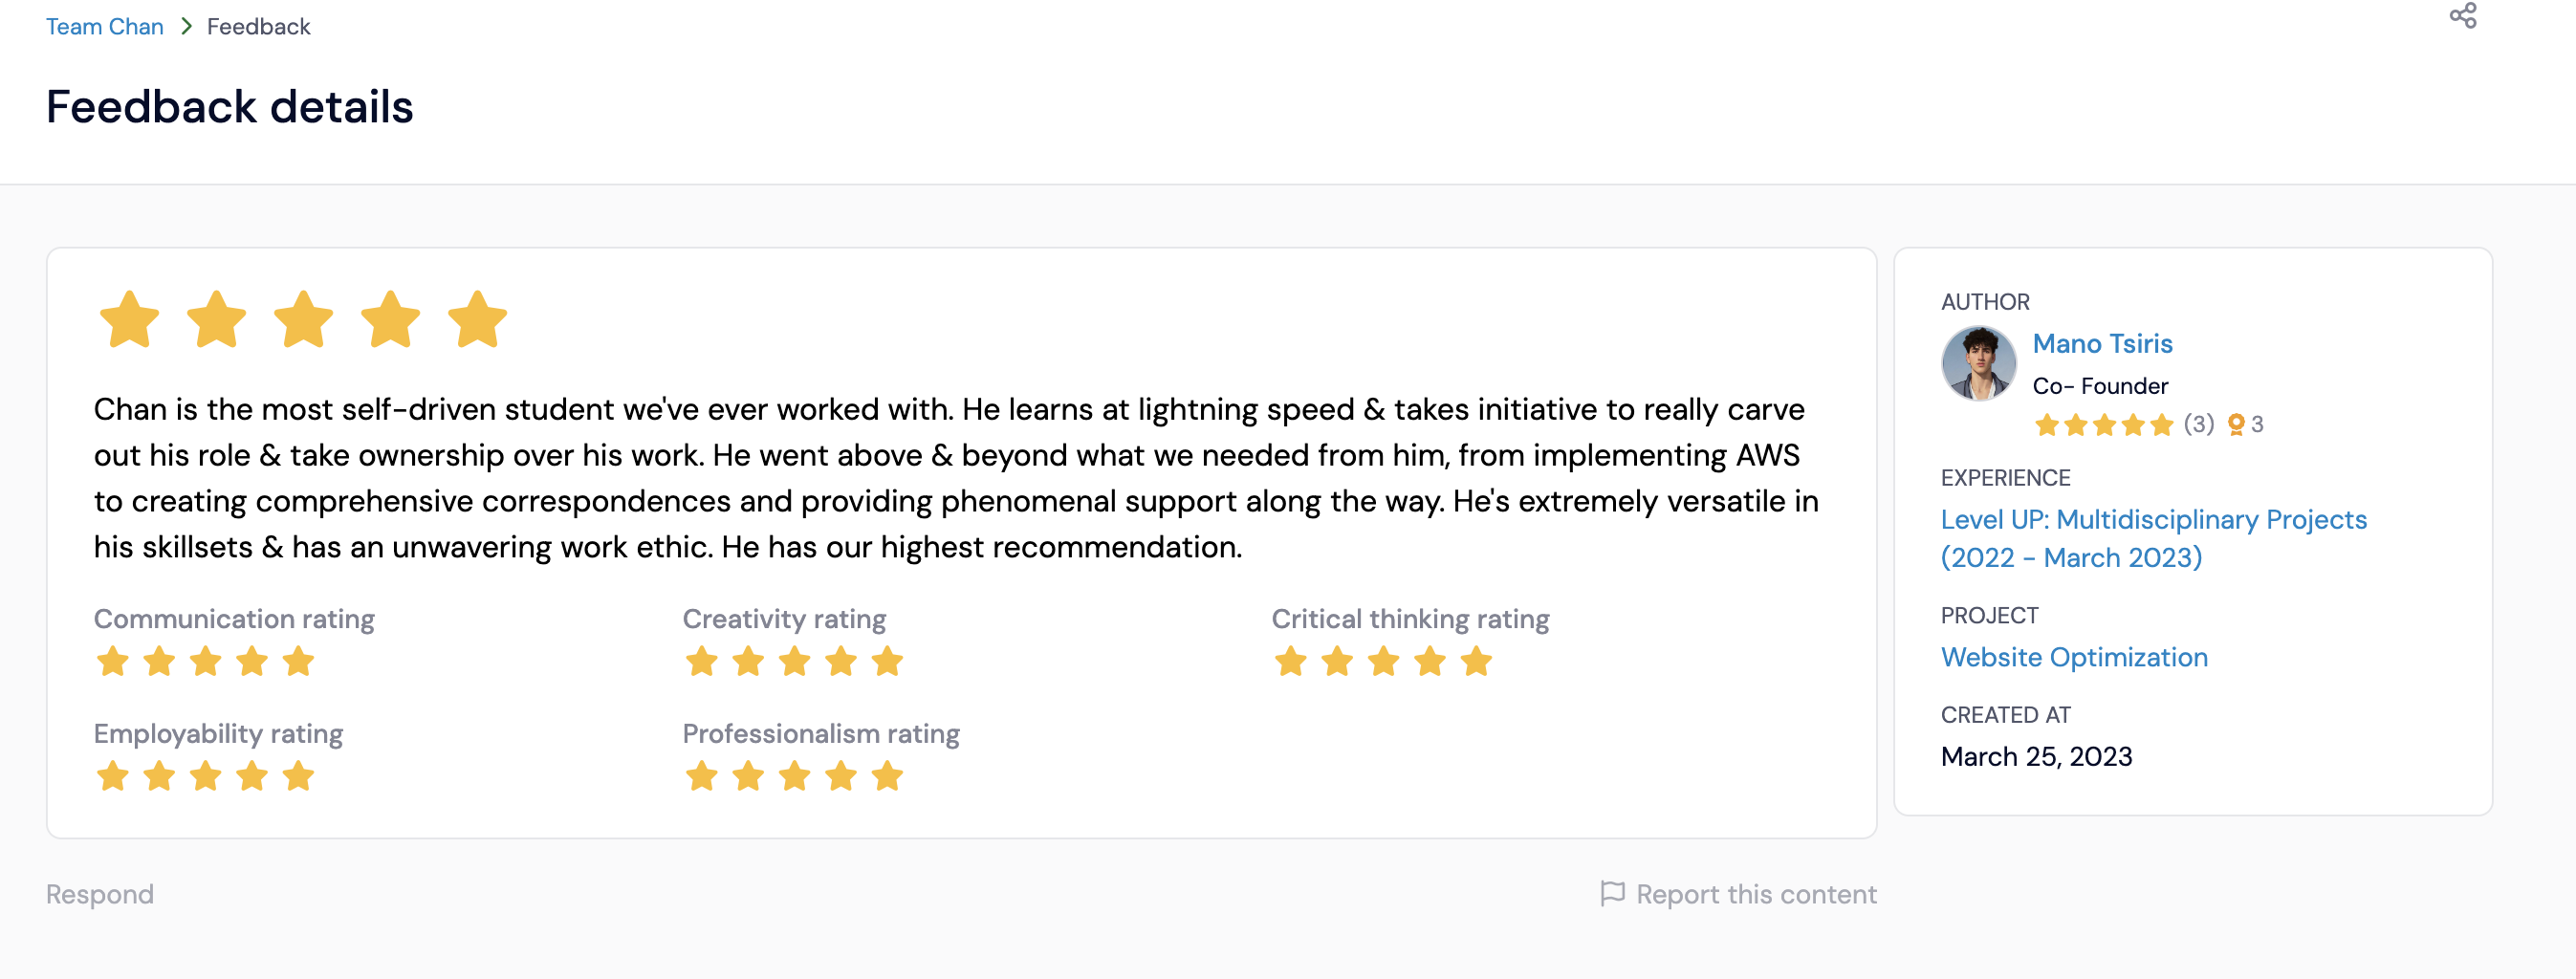 Team Chan > Feedback
Feedback details
Chan is the most self-driven student we've ever worked with. He learns at lightning speed & takes initiative to really carve
out his role & take ownership over his work. He went above & beyond what we needed from him, from implementing AWS
to creating comprehensive correspondences and providing phenomenal support along the way. He's extremely versatile in
his skillsets & has an unwavering work ethic. He has our highest recommendation.
Communication rating
Creativity rating
Critical thinking rating
Employability rating
Professionalism rating
AUTHOR
Mano Tsiris
Co- Founder
(3) 3
EXPERIENCE
Level UP: Multidisciplinary Projects
(2022 - March 2023)
PROJECT
Website Optimization
CREATED AT
March 25, 2023
Respond
Report this content